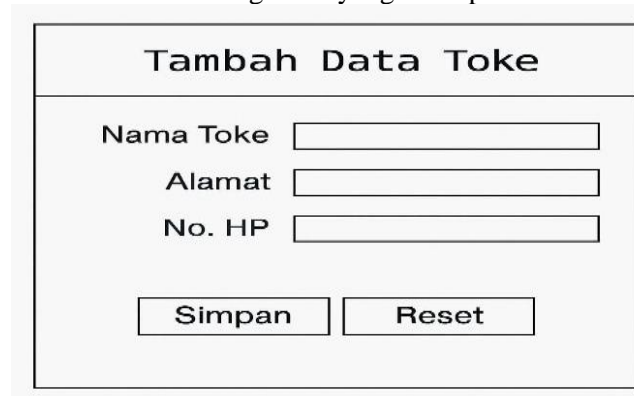 Tambah Data Toke
Nama Toke
Alamat
No. HP
Simpan
Reset